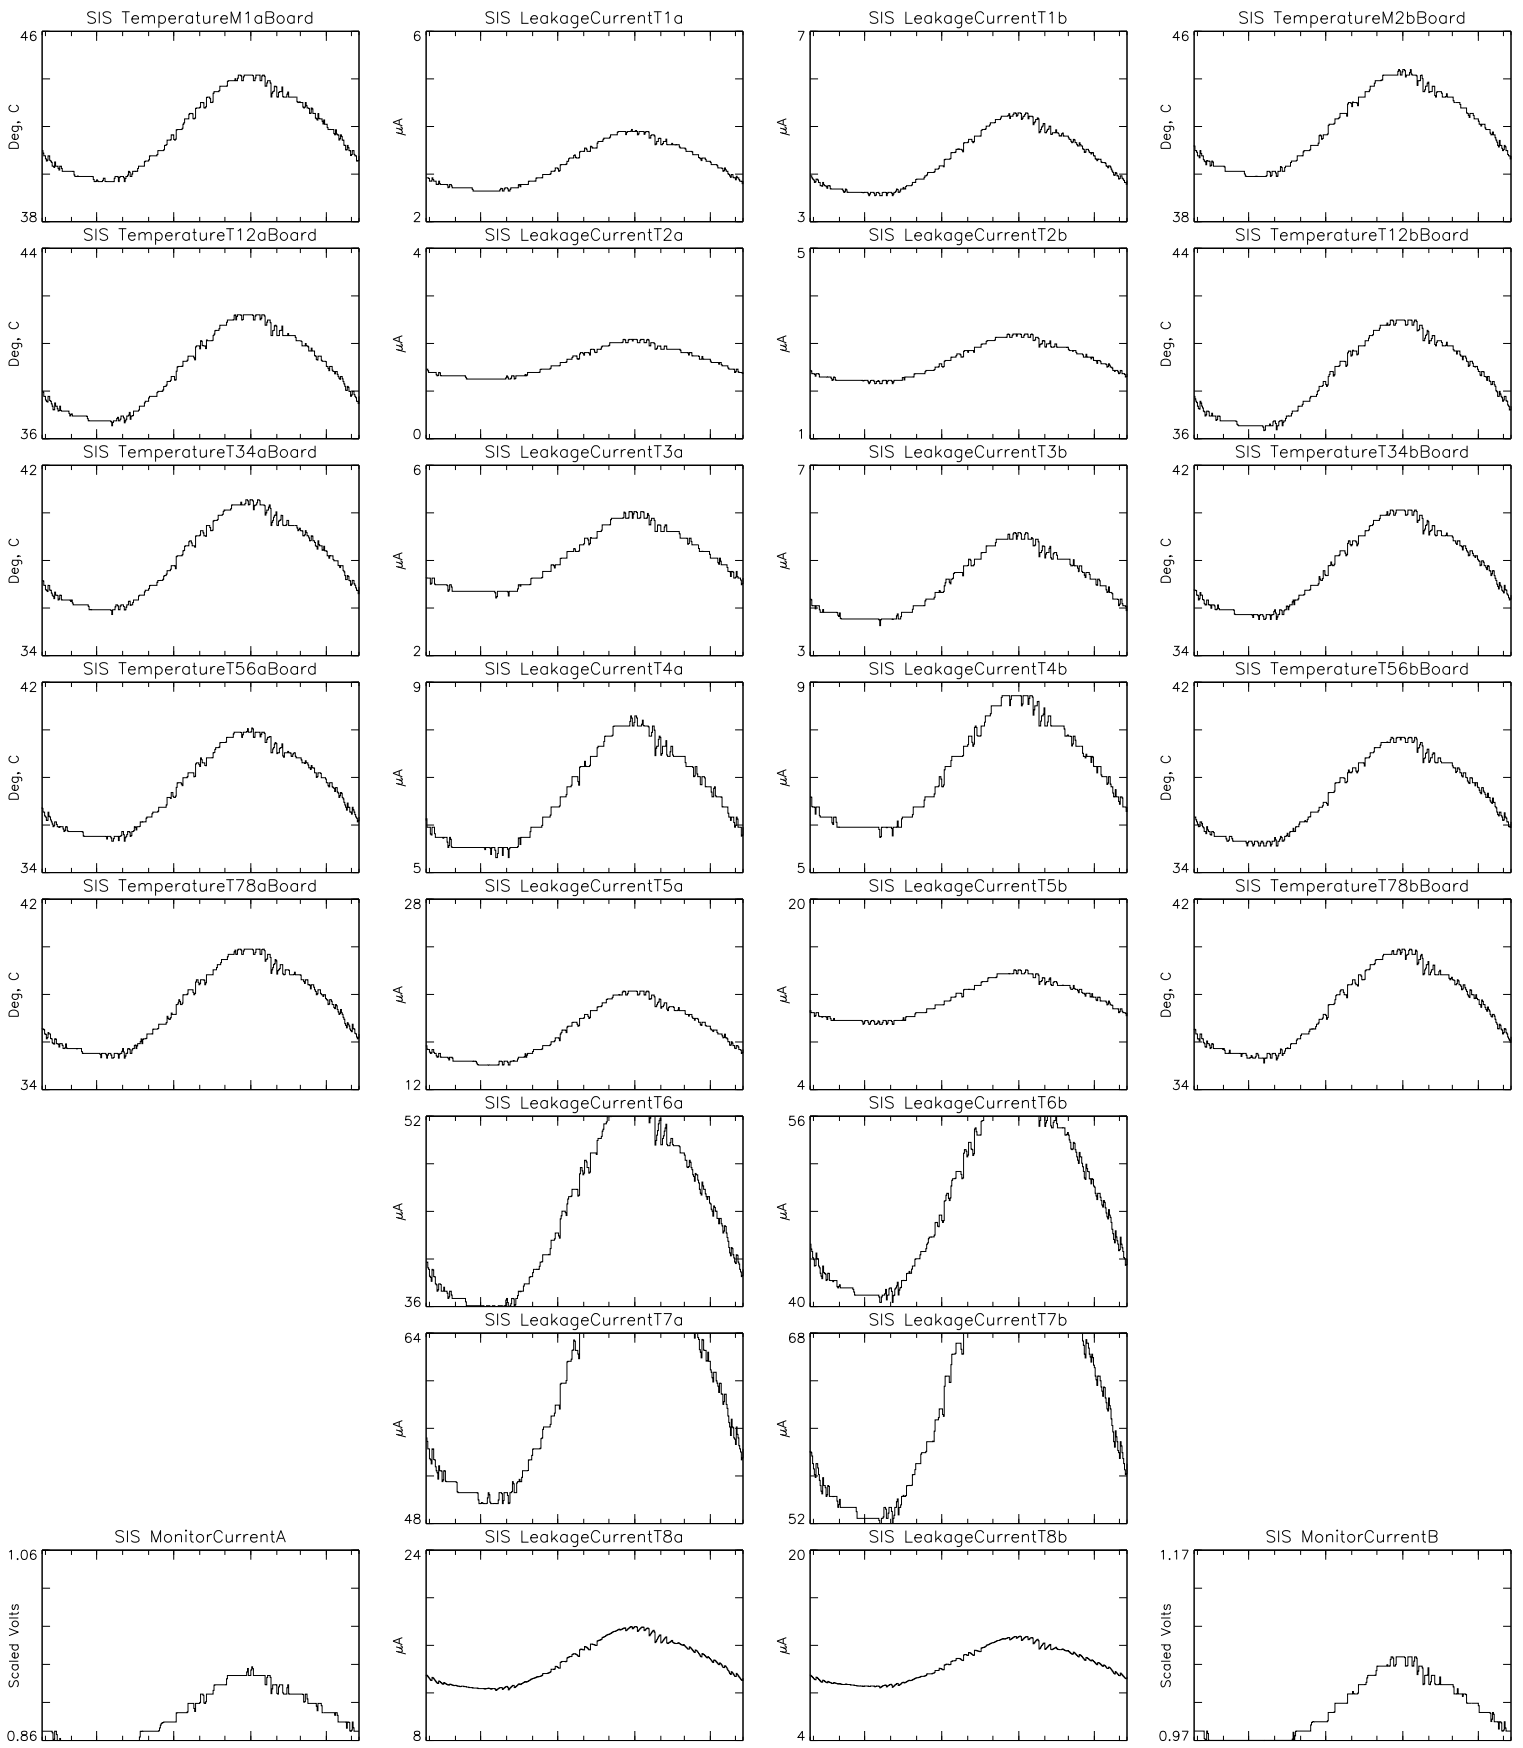 SIS TemperatureM1aBoard SIS LeakageCurrentT1a SIS LeakageCurrentT1b SIS TemperatureM2bBoard
46 6 7 46
Deg, C μA μA Deg, C
38 2 3 38
SIS TemperatureT12aBoard SIS LeakageCurrentT2a SIS LeakageCurrentT2b SIS TemperatureT12bBoard
44 4 5 44
Deg, C μA μA Deg, C
36 0 1 36
SIS TemperatureT34aBoard SIS LeakageCurrentT3a SIS LeakageCurrentT3b SIS TemperatureT34bBoard
42 6 7 42
Deg, C μA μA Deg, C
34 2 3 34
SIS TemperatureT56aBoard SIS LeakageCurrentT4a SIS LeakageCurrentT4b SIS TemperatureT56bBoard
42 9 9 42
Deg, C μA μA Deg, C
34 5 5 34
SIS TemperatureT78aBoard SIS LeakageCurrentT5a SIS LeakageCurrentT5b SIS TemperatureT78bBoard
42 28 20 42
Deg, C μA μA Deg, C
34 12 4 34
SIS LeakageCurrentT6a SIS LeakageCurrentT6b
52 56
μA μA
36 40
SIS LeakageCurrentT7a SIS LeakageCurrentT7b
64 68
μA μA
48 52
SIS MonitorCurrentA SIS LeakageCurrentT8a SIS LeakageCurrentT8b SIS MonitorCurrentB
1.06 24 20 1.17
Scaled Volts μA μA Scaled Volts
0.86 8 4 0.97